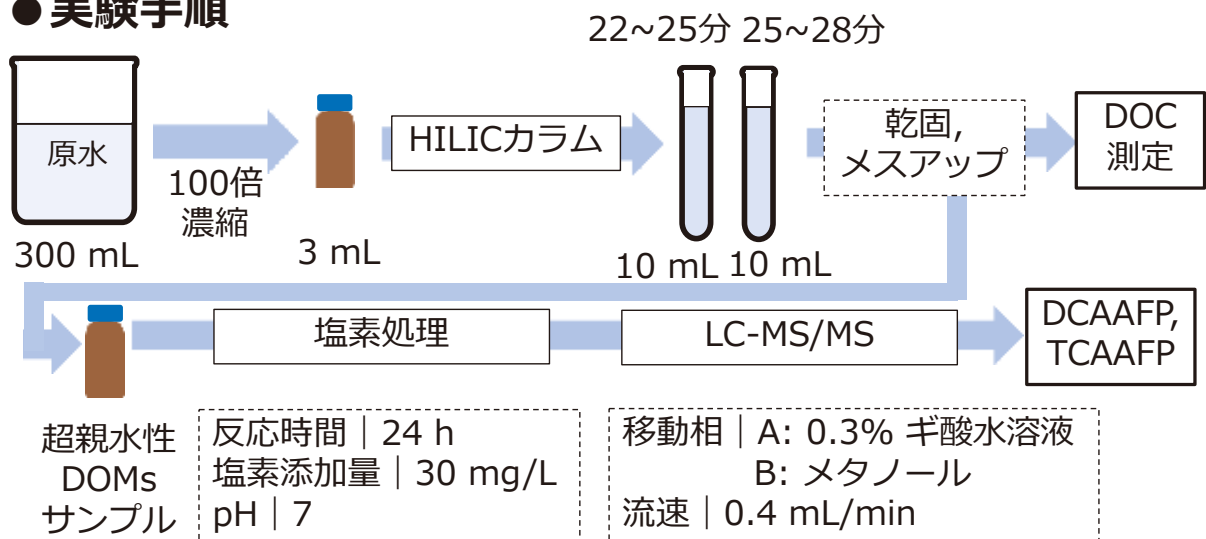 ●実験手順
22~25分 25~28分
原水
100倍
濃縮
300 mL
3 mL
HILICカラム
10 mL 10 mL
乾固,
メスアップ
DOC
測定
塩素処理
LC-MS/MS
DCAAFP,
TCAAFP
超親水性
DOMs
サンプル
反応時間｜24 h
塩素添加量｜30 mg/L
pH｜7
移動相｜A: 0.3% ギ酸水溶液
B: メタノール
流速｜0.4 mL/min